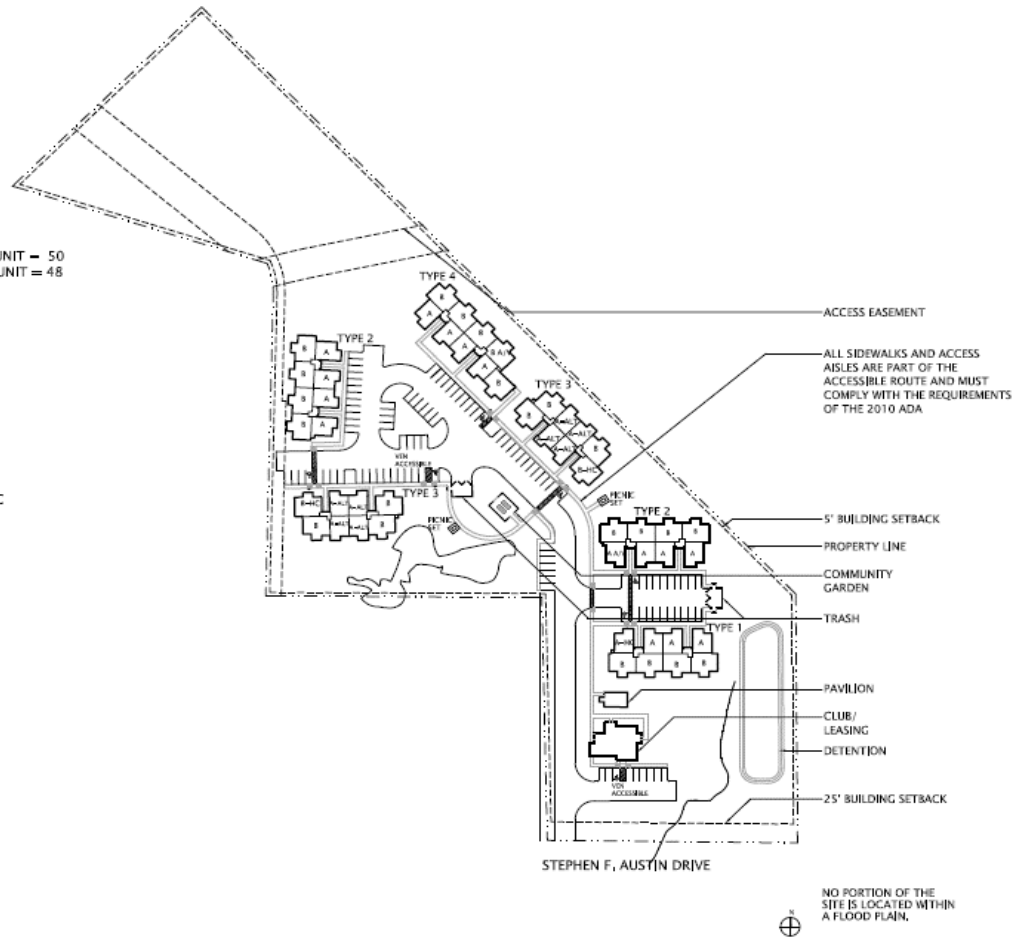 UNIT = 50
UNIT = 48
C
TYPE 4
TYPE 2
TYPE 3
TYPE 3
TYPE 2
TYPE 1
ACCESS EASEMENT
ALL SIDEWALKS AND ACCESS
AISLES ARE PART OF THE
ACCESSIBLE ROUTE AND MUST
COMPLY WITH THE REQUIREMENTS
OF THE 2010 ADA
VEN
ACCESSIBLE
PICNIC
SET
PICNIC
SET
5' BUILDING SETBACK
PROPERTY LINE
COMMUNITY
GARDEN
TRASH
PAVILION
CLUB/
LEASING
DETENTION
VEN
ACCESSIBLE
25' BUILDING SETBACK
STEPHEN F. AUSTIN DRIVE
NO PORTION OF THE
SITE IS LOCATED WITHIN
A FLOOD PLAIN.
N